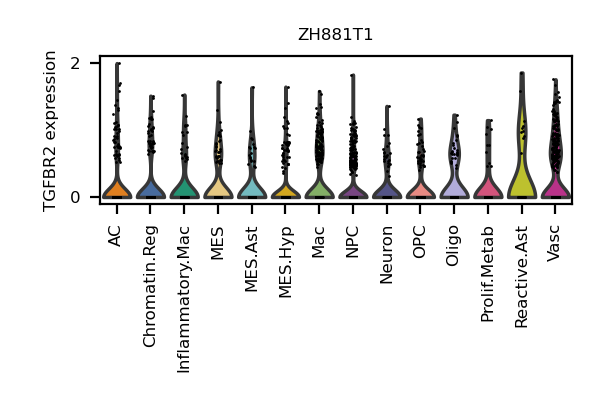 ZH881T1
TGFBR2 expression
2
0
AC
Chromatin.Reg
Inflammatory.Mac
MES
MES.Ast
MES.Hyp
Mac
NPC
Neuron
OPC
Oligo
Prolif.Metab
Reactive.Ast
Vasc